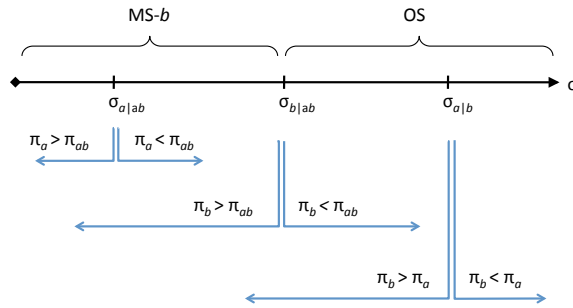 MS-b OS
σ
σa|ab σb|ab σa|b
πa > πab πa < πab
πb > πab πb < πab
πb > πa πb < πa